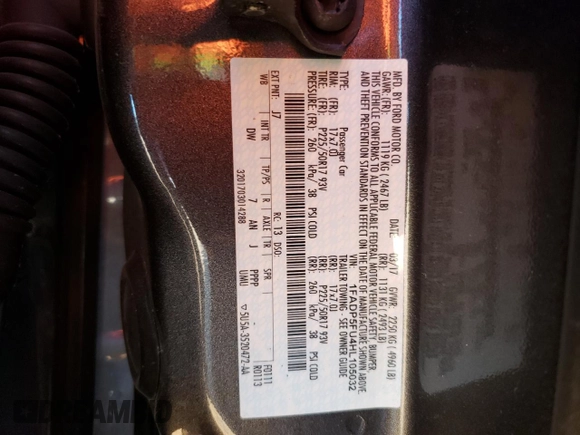 MFD. BY FORD MOTOR CO.
03/17 GVWR: 2250 KG ( 4960 LB)
GAWR:(FR): 1119 KG ( 2467 LB) (RR): 1131 KG ( 2493 LB)
THIS VEHICLE CONFORMS TO ALL APPLICABLE FEDERAL MOTOR VEHICLE SAFETY, BUMPER
AND THEFT PREVENTION STANDARDS IN EFFECT ON THE DATE OF MANUFACTURE SHOWN ABOVE.
VIN: 1FADP5FU4HL105032
TYPE: Passenger Car TRAILER TOWING - SEE OWNER GUIDE
RIM: (FR): 17x7.0J (RR): 17x7.0J
TIRE: (FR): P225/50R17 93V (RR): P225/50R17 93V
PRESSURE: (FR): 260 kPa/ 38 PSI COLD (RR): 260 kPa/ 38 PSI COLD
EXT PNT: J7 RC: 13 DSO: F0111
R0113
WB INT TR TP/PS R AXLE TR SPR
DW 7 AN J PPPP
UMU ▽ 5U5A-3520472-AA
3201703014288